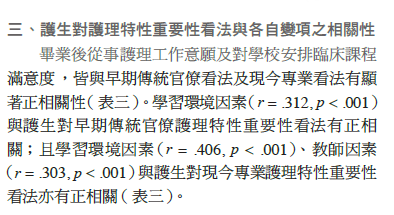 三、護生對護理特性重要性看法與各自變項之相關性
畢業後從事護理工作意願及對學校安排臨床課程
滿意度，皆與早期傳統官僚看法及現今專業看法有顯
著正相關性（表三）。學習環境因素（r = .312, p < .001）
與護生對早期傳統官僚護理特性重要性看法有正相
關；且學習環境因素（r = .406, p < .001）、教師因素
（r = .303, p < .001）與護生對現今專業護理特性重要性
看法亦有正相關（表三）。